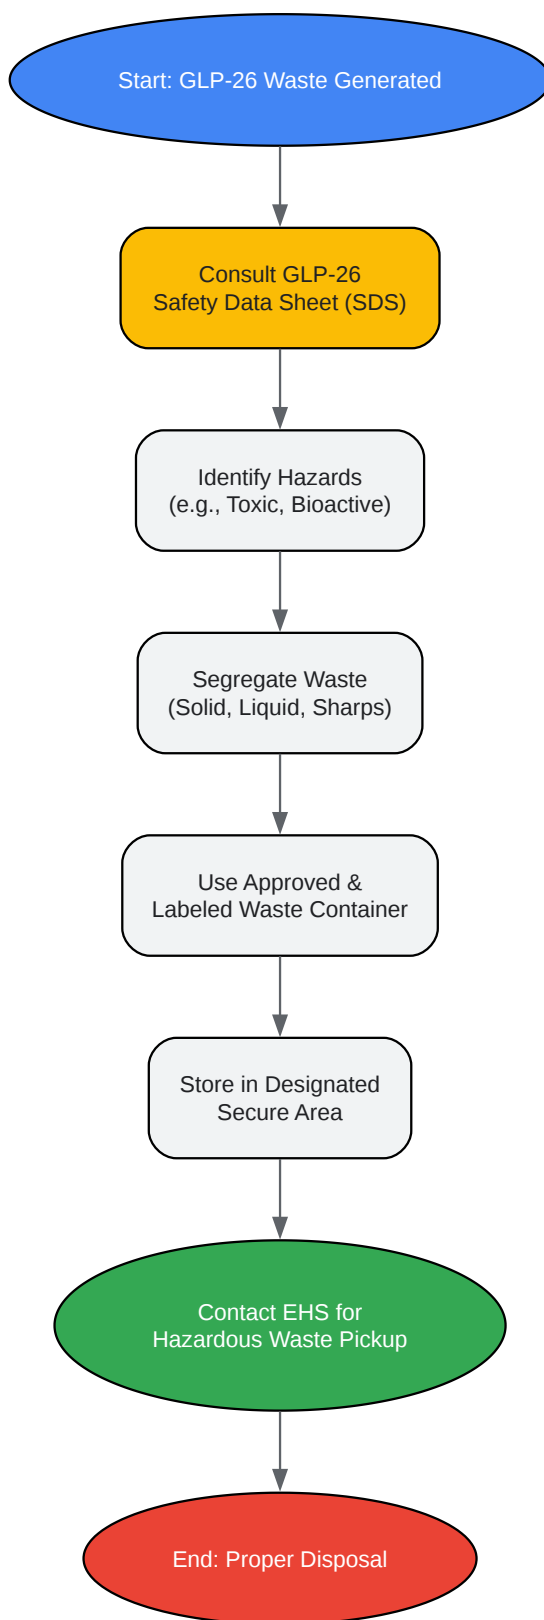 Start: GLP-26 Waste Generated
Consult GLP-26
Safety Data Sheet (SDS)
Identify Hazards
(e.g., Toxic, Bioactive)
Segregate Waste
(Solid, Liquid, Sharps)
Use Approved &
Labeled Waste Container
Store in Designated
Secure Area
Contact EHS for
Hazardous Waste Pickup
End: Proper Disposal